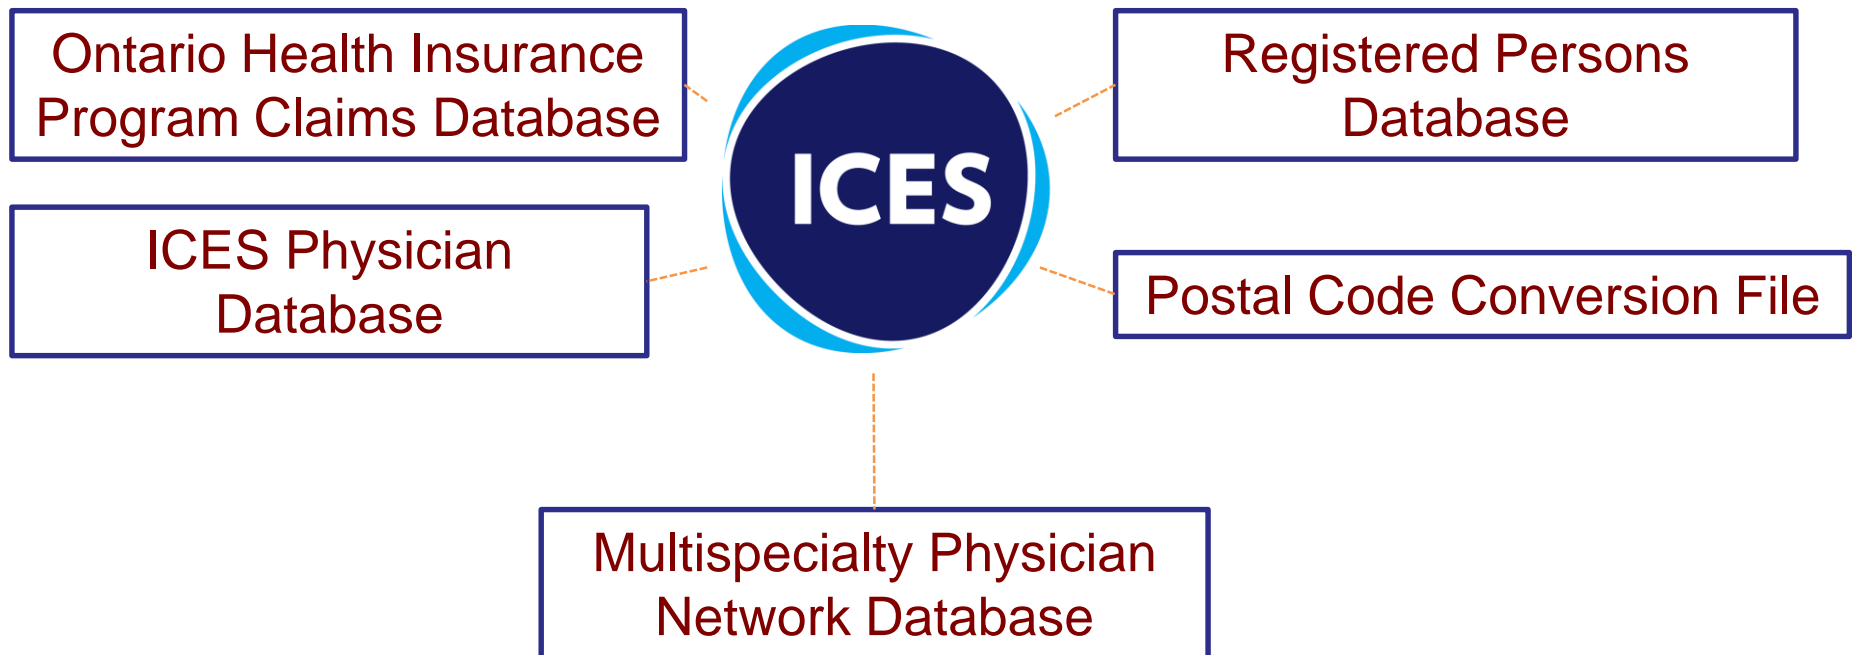 Ontario Health Insurance
Program Claims Database
ICES
Registered Persons
Database
ICES Physician
Database
Postal Code Conversion File
Multispecialty Physician
Network Database